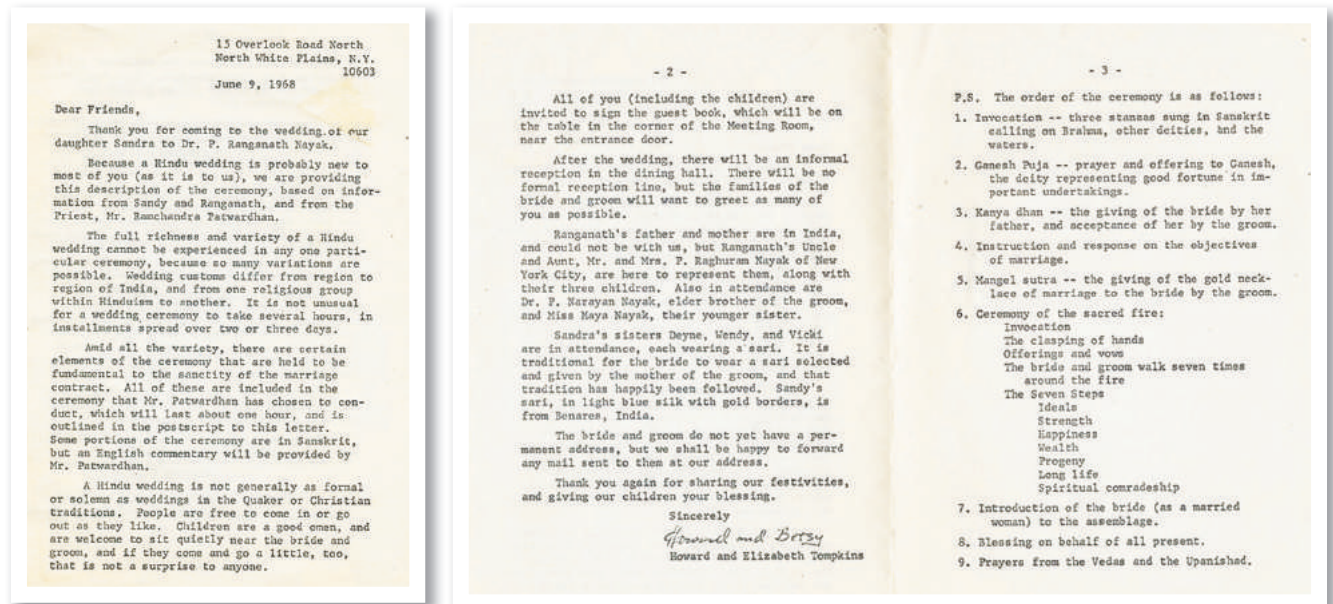 15 Overlook Road North
North White Plains, N.Y.
10603
June 9, 1968
Dear Friends,
Thank you for coming to the wedding of our
daughter Sandra to Dr. P. Ranganath Nayak.
Because a Hindu wedding is probably new to
most of you (as it is to us), we are providing
this description of the ceremony, based on infor-
mation from Sandy and Ranganath, and from the
Priest, Mr. Ramchandra Patwardhan.
The full richness and variety of a Hindu
wedding cannot be experienced in any one parti-
cular ceremony, because so many variations are
possible. Wedding customs differ from region to
region of India, and from one religious group
within Hinduism to another. It is not unusual
for a wedding ceremony to take several hours, in
installments spread over two or three days.
Amid all the variety, there are certain
elements of the ceremony that are held to be
fundamental to the sanctity of the marriage
contract. All of these are included in the
ceremony that Mr. Patwardhan has chosen to con-
duct, which will last about one hour, and is
outlined in the postscript to this letter.
Some portions of the ceremony are in Sanskrit,
but an English commentary will be provided by
Mr. Patwardhan.
A Hindu wedding is not generally as formal
or solemn as weddings in the Quaker or Christian
traditions. People are free to come in or go
out as they like. Children are a good omen, and
are welcome to sit quietly near the bride and
groom, and if they come and go a little, too,
that is not a surprise to anyone.
- 2 -
All of you (including the children) are
invited to sign the guest book, which will be on
the table in the corner of the Meeting Room,
near the entrance door.
After the wedding, there will be an informal
reception in the dining hall. There will be no
formal reception line, but the families of the
bride and groom will want to greet as many of
you as possible.
Ranganath's father and mother are in India,
and could not be with us, but Ranganath's Uncle
and Aunt, Mr. and Mrs. P. Raghuram Nayak of New
York City, are here to represent them, along with
their three children. Also in attendance are
Dr. P. Narayan Nayak, elder brother of the groom,
and Miss Maya Nayak, their younger sister.
Sandra's sisters Deyne, Wendy, and Vicki
are in attendance, each wearing a sari. It is
traditional for the bride to wear a sari selected
and given by the mother of the groom, and that
tradition has happily been followed. Sandy's
sari, in light blue silk with gold borders, is
from Benares, India.
The bride and groom do not yet have a per-
manent address, but we shall be happy to forward
any mail sent to them at our address.
Thank you again for sharing our festivities,
and giving our children your blessing.
Sincerely
Howard and Betsy
Howard and Elizabeth Tompkins
- 3 -
P.S. The order of the ceremony is as follows:
1. Invocation -- three stanzas sung in Sanskrit
calling on Brahma, other deities, and the
waters.
2. Ganesh Puja -- prayer and offering to Ganesh,
the deity representing good fortune in im-
portant undertakings.
3. Kanya dhan -- the giving of the bride by her
father, and acceptance of her by the groom.
4. Instruction and response on the objectives
of marriage.
5. Mangel sutra -- the giving of the gold neck-
lace of marriage to the bride by the groom.
6. Ceremony of the sacred fire:
Invocation
The clasping of hands
Offerings and vows
The bride and groom walk seven times
around the fire
The Seven Steps
Ideals
Strength
Happiness
Wealth
Progeny
Long life
Spiritual comradeship
7. Introduction of the bride (as a married
woman) to the assemblage.
8. Blessing on behalf of all present.
9. Prayers from the Vedas and the Upanishad.